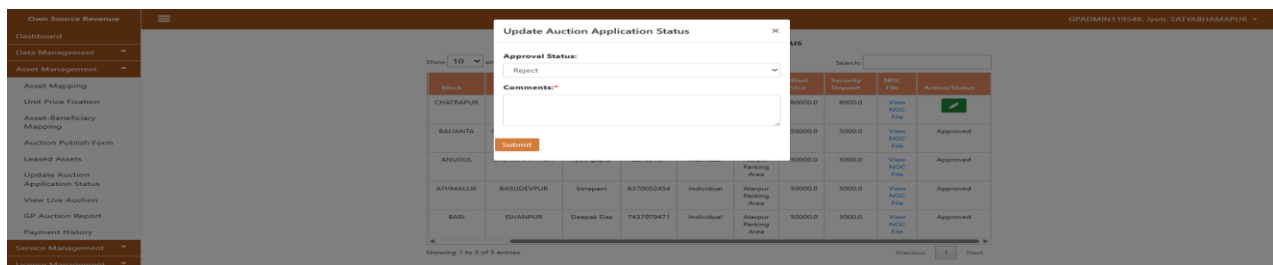 Own Source Revenue
GPADMIN119548, Jyoti, SATYABHAMAPUR
Dashboard
Data Management
Asset Management
Asset Mapping
Unit Price Fixation
Asset-Beneficiary
Mapping
Auction Publish Form
Leased Assets
Update Auction
Application Status
View Live Auction
GP Auction Report
Payment History
Service Management
Update Auction Application Status
×
Approval Status:
Reject
Comments:*
Submit
Show 10
Search:
Block Security Deposit NOC File Action/Status
CHATRAPUR 80000.0 8000.0 View NOC File
BALIANTA 50000.0 5000.0 View NOC File Approved
ANUGUL Parking Area 50000.0 5000.0 View NOC File Approved
ATHMALLIK BASUDEVPUR binapani 6370052454 Individual Alarpur Parking Area 50000.0 5000.0 View NOC File Approved
BARI ISHANPUR Deepak Das 7437979471 Individual Alarpur Parking Area 50000.0 5000.0 View NOC File Approved
Showing 1 to 5 of 5 entries
Previous 1 Next